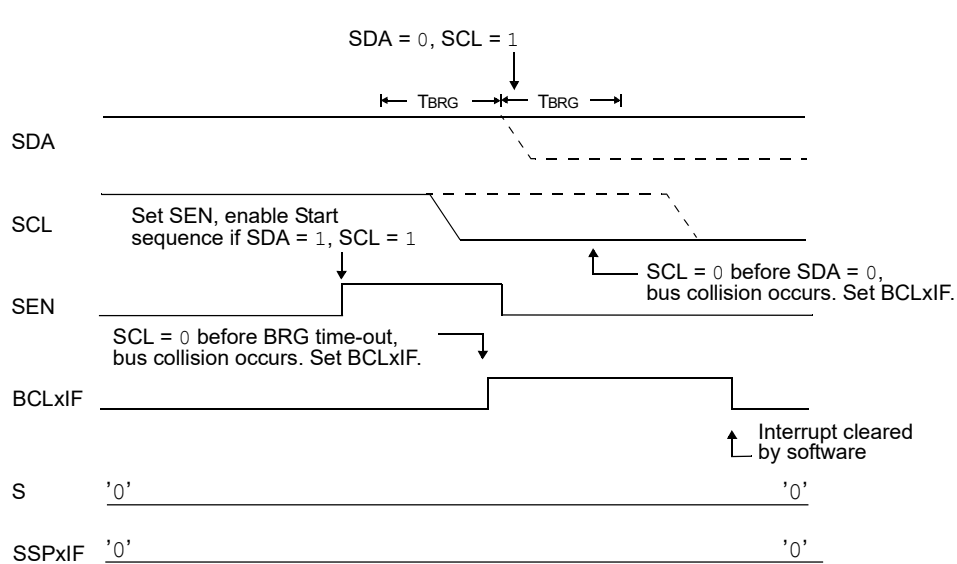 SDA = 0, SCL = 1
TBRG TBRG
SDA
SCL
Set SEN, enable Start
sequence if SDA = 1, SCL = 1
SCL = 0 before SDA = 0,
bus collision occurs. Set BCLxIF.
SEN
SCL = 0 before BRG time-out,
bus collision occurs. Set BCLxIF.
BCLxIF
Interrupt cleared
by software
S '0' '0'
SSPxIF '0' '0'